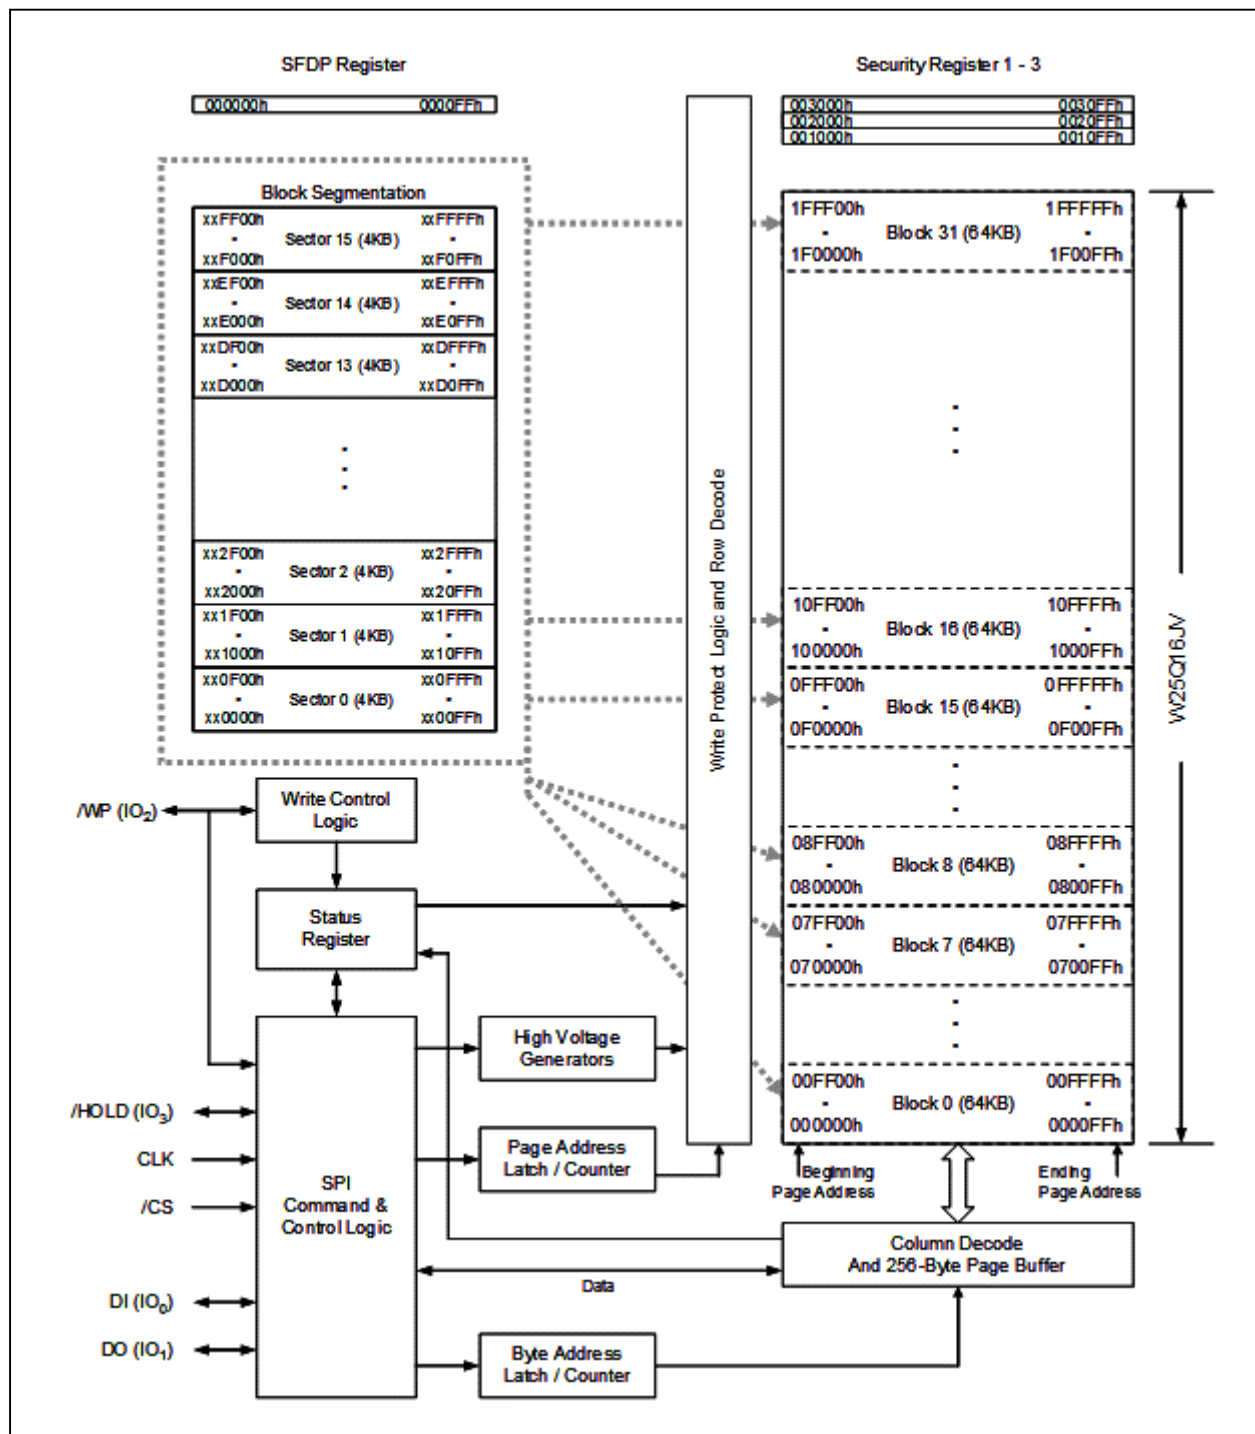 SFDP Register
000000h 0000FFh
Security Register 1 - 3
003000h 0030FFh
002000h 0020FFh
001000h 0010FFh
Block Segmentation
xxFF00h xxFFFFh
- Sector 15 (4KB) -
xxF000h xxF0FFh
xxEF00h xxEFFFh
- Sector 14 (4KB) -
xxE000h xxE0FFh
xxDF00h xxDFFFh
- Sector 13 (4KB) -
xxD000h xxD0FFh
xx2F00h xx2FFFh
- Sector 2 (4KB) -
xx2000h xx20FFh
xx1F00h xx1FFFh
- Sector 1 (4KB) -
xx1000h xx10FFh
xx0F00h xx0FFFh
- Sector 0 (4KB) -
xx0000h xx00FFh
Write Protect Logic and Row Decode
1FFF00h 1FFFFFh
- Block 31 (64KB) -
1F0000h 1F00FFh
10FF00h 10FFFFh
- Block 16 (64KB) -
100000h 1000FFh
0FFF00h 0FFFFFh
- Block 15 (64KB) -
0F0000h 0F00FFh
08FF00h 08FFFFh
- Block 8 (64KB) -
080000h 0800FFh
07FF00h 07FFFFh
- Block 7 (64KB) -
070000h 0700FFh
00FF00h 00FFFFh
- Block 0 (64KB) -
000000h 0000FFh
W25Q16JV
Beginning
Page Address
Ending
Page Address
/WP (IO2)
Write Control
Logic
Status
Register
High Voltage
Generators
/HOLD (IO3)
CLK
/CS
DI (IO0)
DO (IO1)
SPI
Command &
Control Logic
Page Address
Latch / Counter
Column Decode
And 256-Byte Page Buffer
Data
Byte Address
Latch / Counter